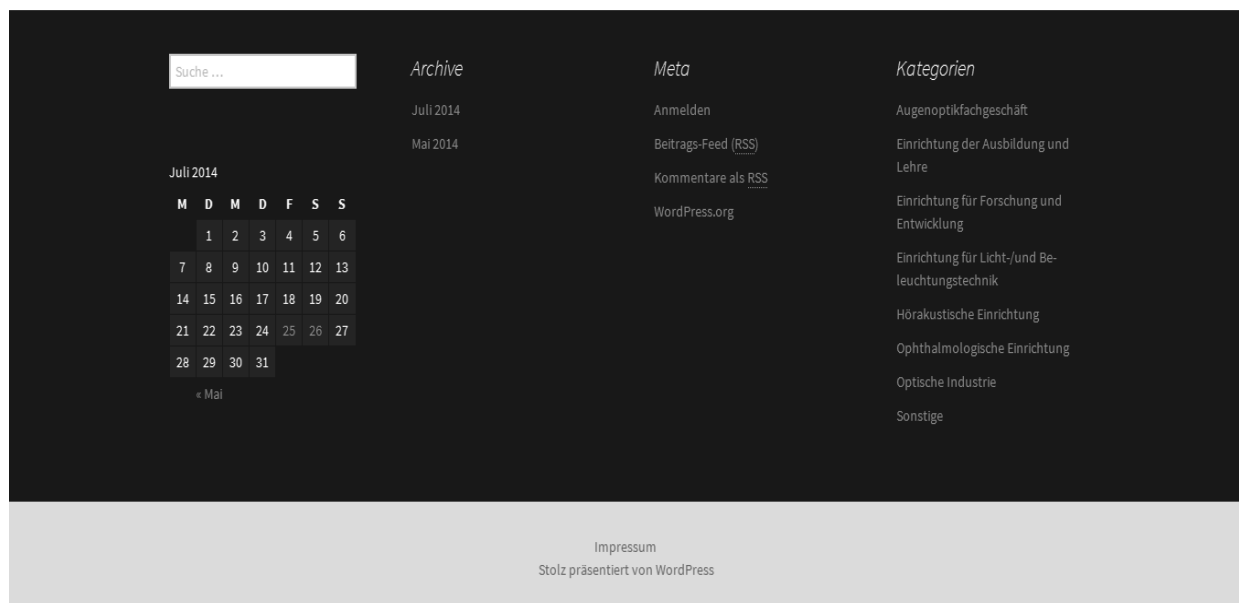 Suche …
Juli 2014
M D M D F S S
1 2 3 4 5 6
7 8 9 10 11 12 13
14 15 16 17 18 19 20
21 22 23 24 25 26 27
28 29 30 31
« Mai
Archive
Juli 2014
Mai 2014
Meta
Anmelden
Beitrags-Feed (RSS)
Kommentare als RSS
WordPress.org
Kategorien
Augenoptikfachgeschäft
Einrichtung der Ausbildung und
Lehre
Einrichtung für Forschung und
Entwicklung
Einrichtung für Licht-/und Be-
leuchtungstechnik
Hörakustische Einrichtung
Ophthalmologische Einrichtung
Optische Industrie
Sonstige
Impressum
Stolz präsentiert von WordPress